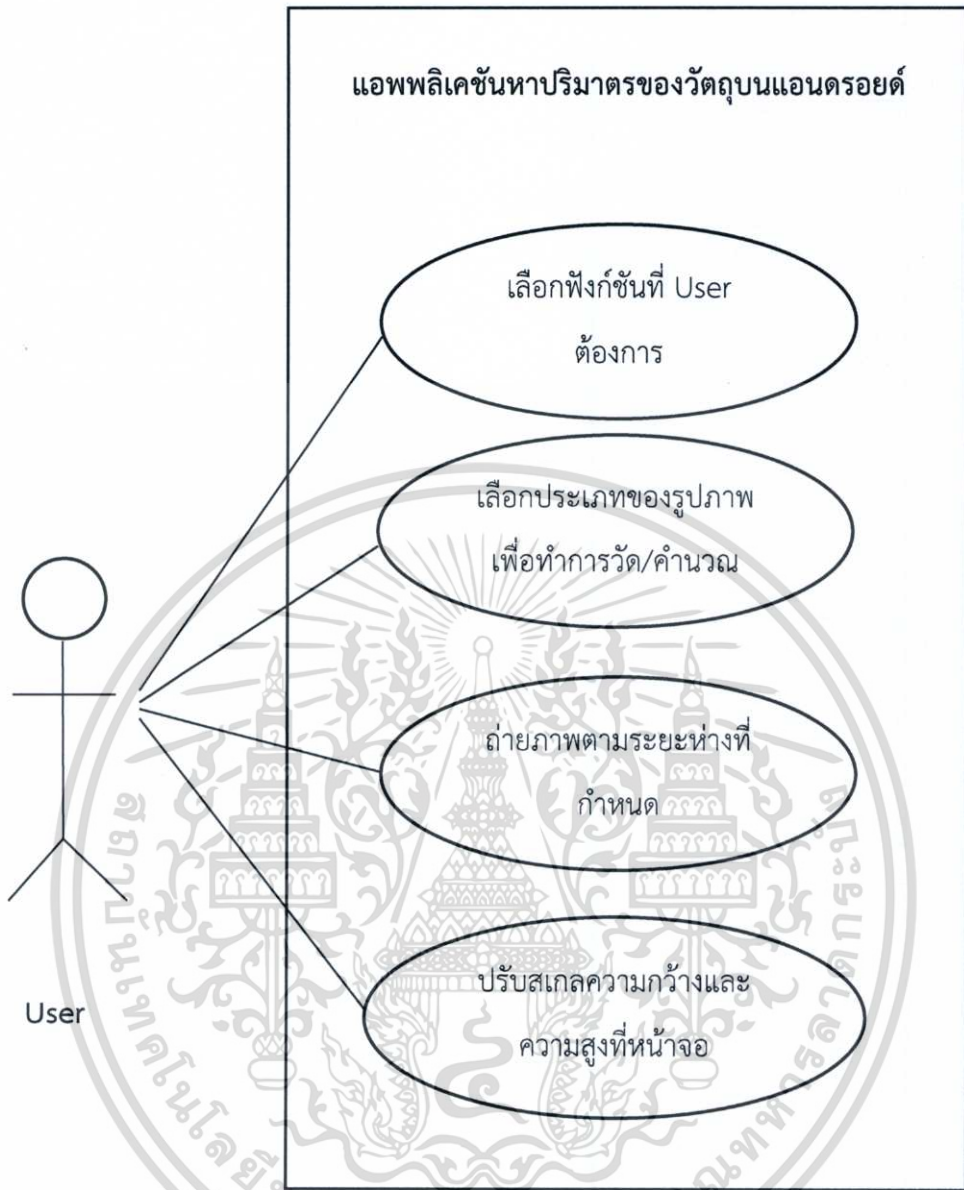 แอพพลิเคชันหาปริมาตรของวัตถุบนแอนดรอยด์
เลือกฟังก์ชันที่ User
ต้องการ
เลือกประเภทของรูปภาพ
เพื่อทำการวัด/คำนวณ
ถ่ายภาพตามระยะห่างที่
กำหนด
ปรับสเกลความกว้างและ
ความสูงที่หน้าจอ
User